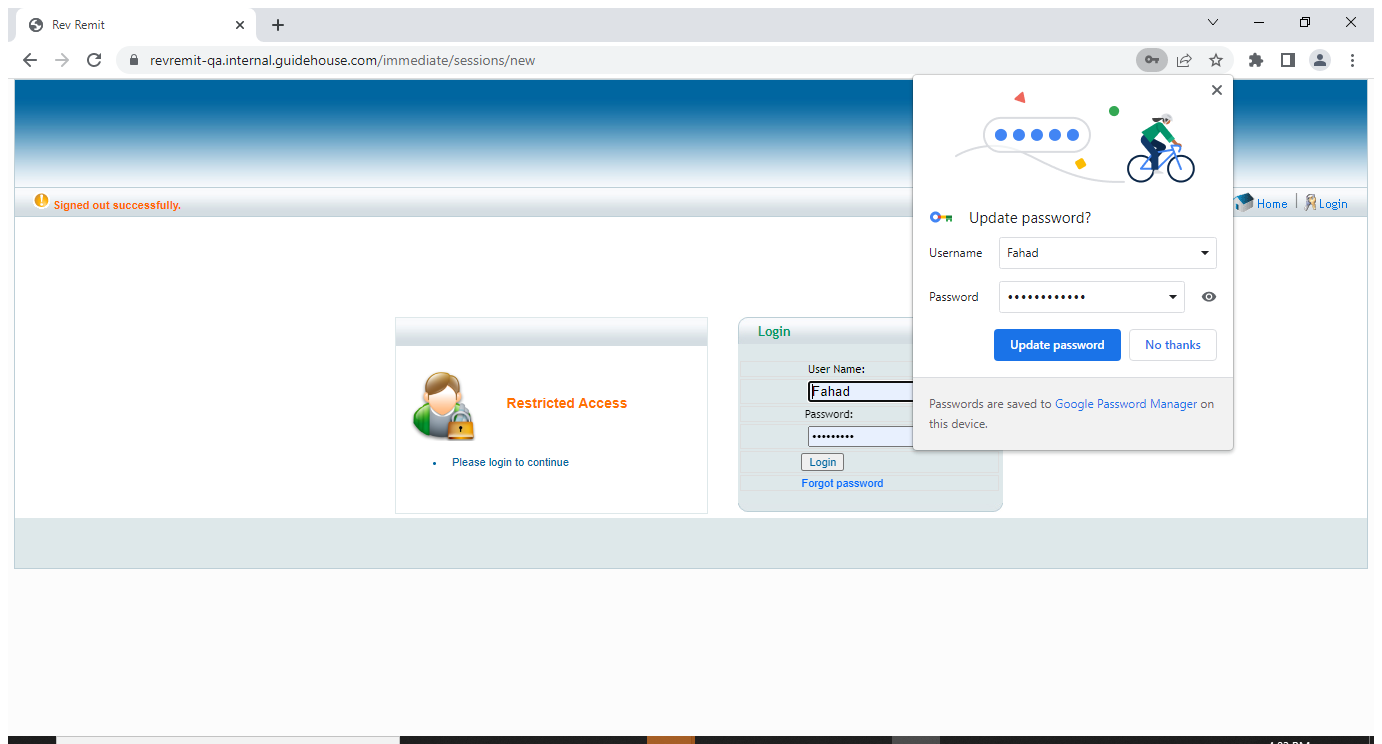 Rev Remit
revremit-qa.internal.guidehouse.com/immediate/sessions/new
Signed out successfully.
Home
Login
Update password?
Username
Fahad
Password
••••••••••••
Update password
No thanks
Passwords are saved to Google Password Manager on
this device.
Restricted Access
• Please login to continue
Login
User Name:
Fahad
Password:
•••••••••
Login
Forgot password